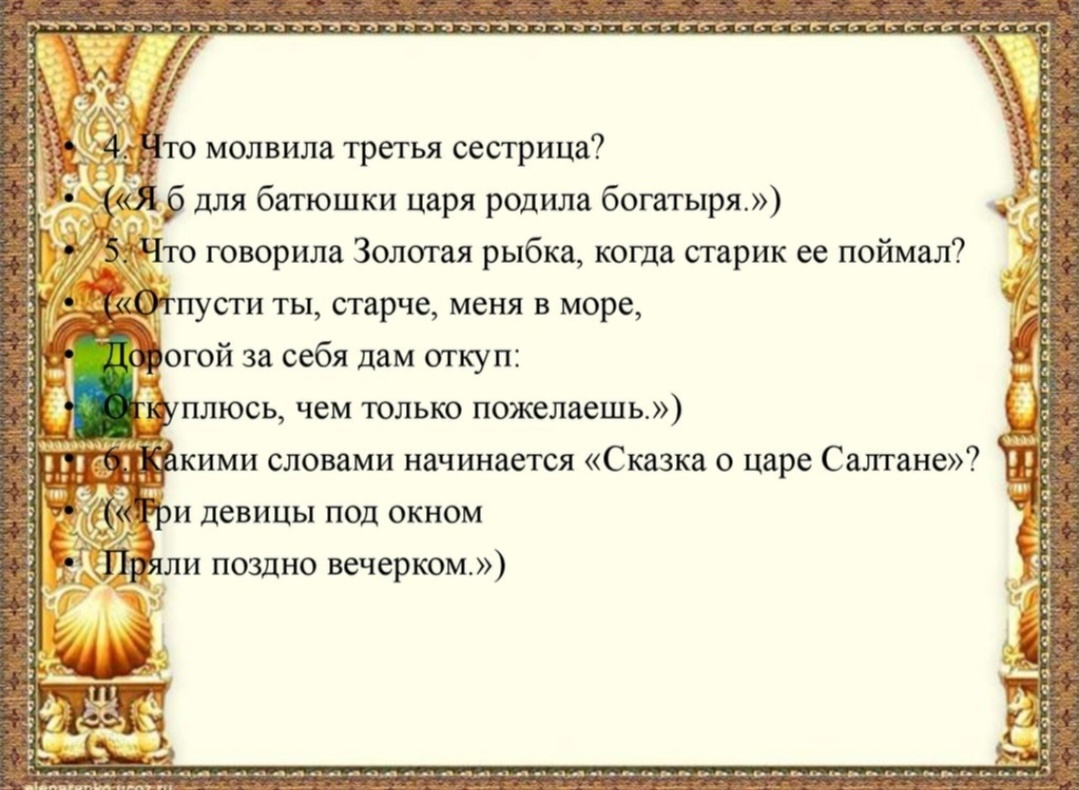 • 4. Что молвила третья сестрица?
• («Я б для батюшки царя родила богатыря.»)
• 5. Что говорила Золотая рыбка, когда старик ее поймал?
• («Отпусти ты, старче, меня в море,
• Дорогой за себя дам откуп:
• Откуплюсь, чем только пожелаешь.»)
• 6. Какими словами начинается «Сказка о царе Салтане»?
• («Три девицы под окном
• Пряли поздно вечерком.»)